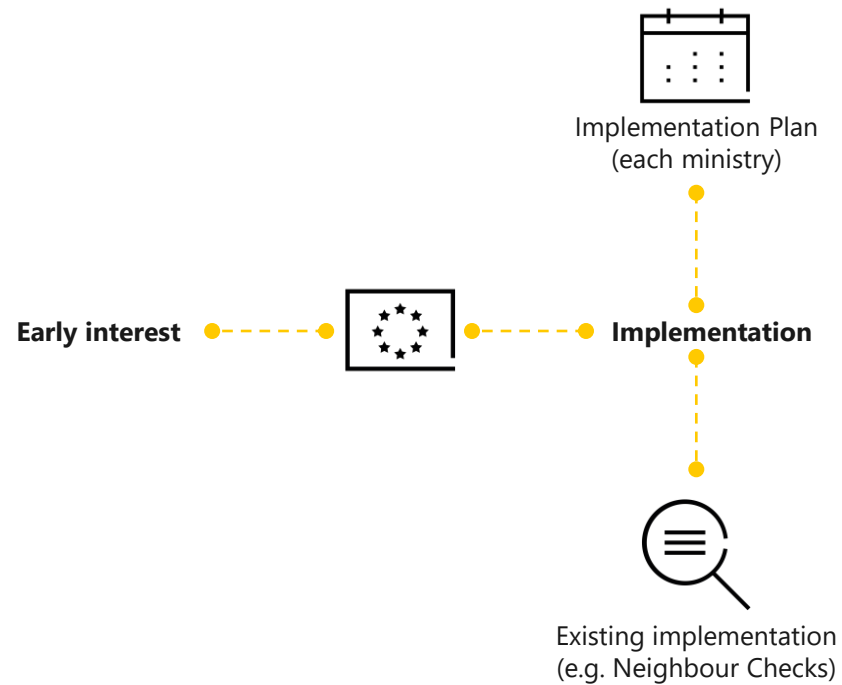 Implementation Plan
(each ministry)
Early interest
Implementation
Existing implementation
(e.g. Neighbour Checks)